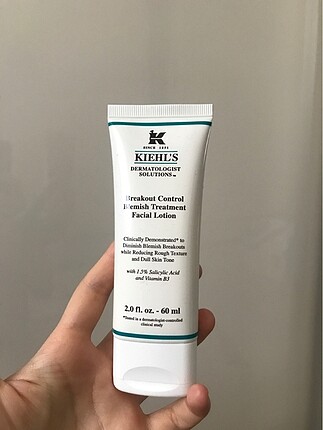 K
SINCE 1851
KIEHL'S
DERMATOLOGIST
SOLUTIONS™
Breakout Control
Blemish Treatment
Facial Lotion
Clinically Demonstrated* to
Diminish Blemish Breakouts
while Reducing Rough Texture
and Dull Skin Tone
with 1.5% Salicylic Acid
and Vitamin B3
2.0 fl. oz. - 60 ml
*Tested in a dermatologist-controlled
clinical study